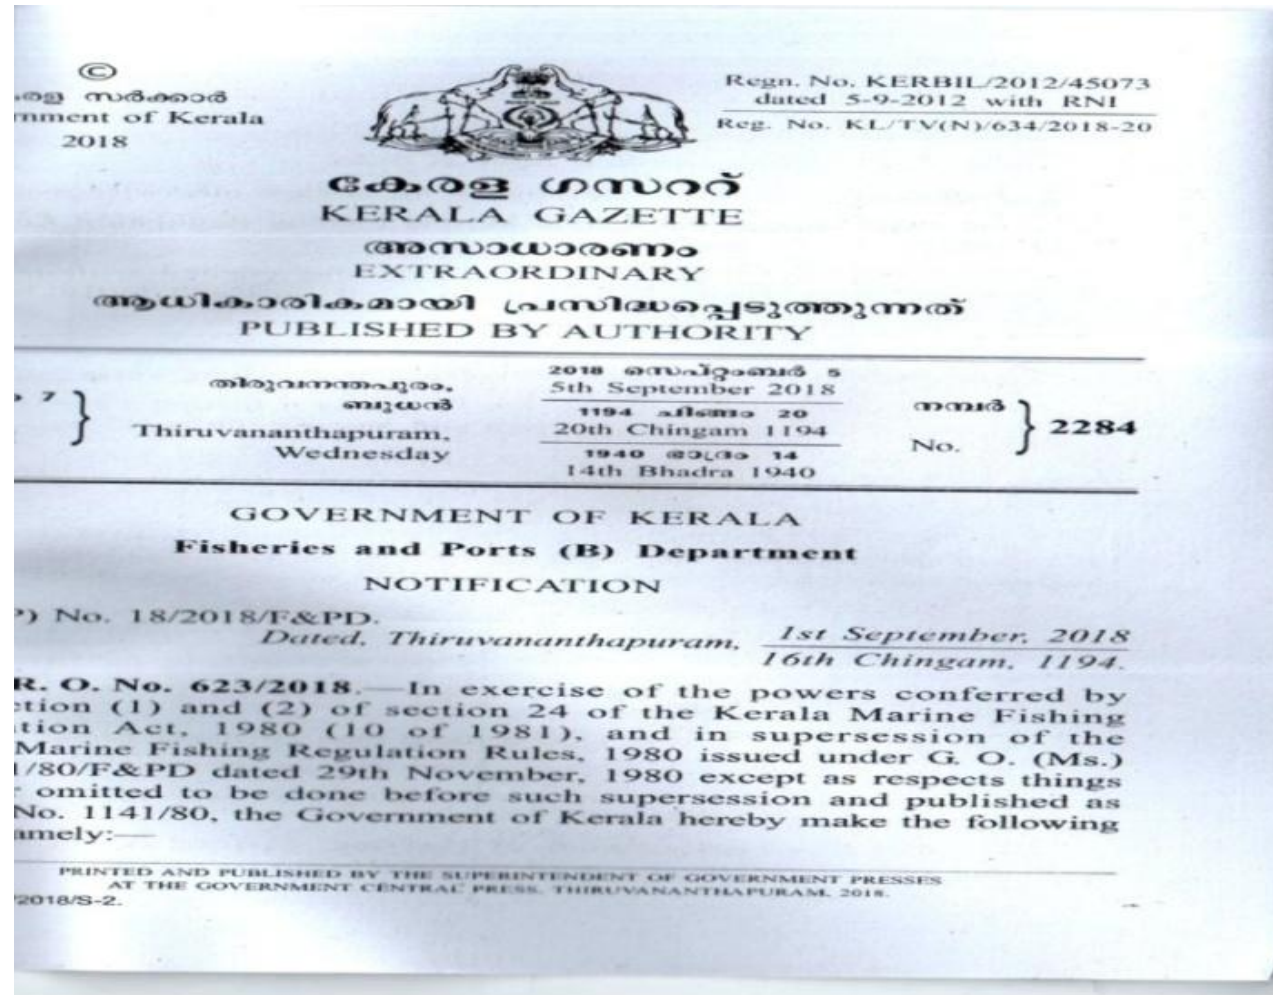 ©
സർക്കാർ
nment of Kerala
2018
Regn. No. KERBIL/2012/45073
dated 5-9-2012 with RNI
Reg. No. KL/TV(N)/634/2018-20
കേരള ഗസറ്റ്
KERALA GAZETTE
അസാധാരണം
EXTRAORDINARY
ആധികാരികമായി പ്രസിദ്ധപ്പെടുത്തുന്നത്
PUBLISHED BY AUTHORITY
7 }
തിരുവനന്തപുരം,
ബുധൻ
Thiruvananthapuram,
Wednesday
2018 സെപ്റ്റംബർ 5
5th September 2018
1194 ചിങ്ങം 20
20th Chingam 1194
1940 ഭാദ്രം 14
14th Bhadra 1940
നമ്പർ
No.
} 2284
GOVERNMENT OF KERALA
Fisheries and Ports (B) Department
NOTIFICATION
P) No. 18/2018/F&PD.
Dated, Thiruvananthapuram, 1st September, 2018
16th Chingam, 1194.
R. O. No. 623/2018.—In exercise of the powers conferred by
ction (1) and (2) of section 24 of the Kerala Marine Fishing
tion Act, 1980 (10 of 1981), and in supersession of the
Marine Fishing Regulation Rules, 1980 issued under G. O. (Ms.)
1/80/F&PD dated 29th November, 1980 except as respects things
omitted to be done before such supersession and published as
No. 1141/80, the Government of Kerala hereby make the following
amely:—
PRINTED AND PUBLISHED BY THE SUPERINTENDENT OF GOVERNMENT PRESSES
AT THE GOVERNMENT CENTRAL PRESS, THIRUVANANTHAPURAM, 2018.
2018/S-2.